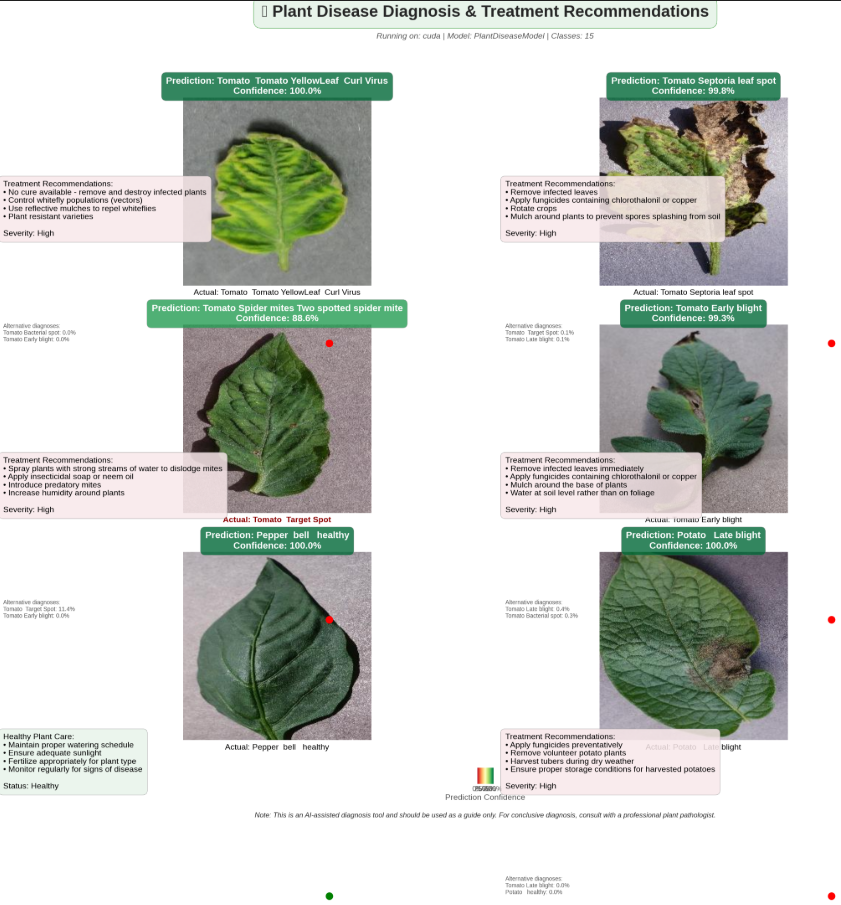 Plant Disease Diagnosis & Treatment Recommendations
Running on: cuda | Model: PlantDiseaseModel | Classes: 15
Prediction: Tomato Tomato YellowLeaf Curl Virus
Confidence: 100.0%
Treatment Recommendations:
• No cure available - remove and destroy infected plants
• Control whitefly populations (vectors)
• Use reflective mulches to repel whiteflies
• Plant resistant varieties
Severity: High
Actual: Tomato Tomato YellowLeaf Curl Virus
Prediction: Tomato Septoria leaf spot
Confidence: 99.8%
Treatment Recommendations:
• Remove infected leaves
• Apply fungicides containing chlorothalonil or copper
• Rotate crops
• Mulch around plants to prevent spores splashing from soil
Severity: High
Actual: Tomato Septoria leaf spot
Alternative diagnoses:
Tomato Bacterial spot: 0.0%
Tomato Early blight: 0.0%
Prediction: Tomato Spider mites Two spotted spider mite
Confidence: 88.6%
Treatment Recommendations:
• Spray plants with strong streams of water to dislodge mites
• Apply insecticidal soap or neem oil
• Introduce predatory mites
• Increase humidity around plants
Severity: High
Actual: Tomato Target Spot
Alternative diagnoses:
Tomato Target Spot: 0.1%
Tomato Late blight: 0.1%
Prediction: Tomato Early blight
Confidence: 99.3%
Treatment Recommendations:
• Remove infected leaves immediately
• Apply fungicides containing chlorothalonil or copper
• Mulch around the base of plants
• Water at soil level rather than on foliage
Severity: High
Actual: Tomato Early blight
Alternative diagnoses:
Tomato Target Spot: 11.4%
Tomato Early blight: 0.0%
Prediction: Pepper bell healthy
Confidence: 100.0%
Healthy Plant Care:
• Maintain proper watering schedule
• Ensure adequate sunlight
• Fertilize appropriately for plant type
• Monitor regularly for signs of disease
Status: Healthy
Actual: Pepper bell healthy
Alternative diagnoses:
Tomato Late blight: 0.4%
Tomato Bacterial spot: 0.3%
Prediction: Potato Late blight
Confidence: 100.0%
Treatment Recommendations:
• Apply fungicides preventatively
• Remove volunteer potato plants
• Harvest tubers during dry weather
• Ensure proper storage conditions for harvested potatoes
Severity: High
Actual: Potato Late blight
Prediction Confidence
Note: This is an AI-assisted diagnosis tool and should be used as a guide only. For conclusive diagnosis, consult with a professional plant pathologist.
Alternative diagnoses:
Tomato Late blight: 0.0%
Potato healthy: 0.0%